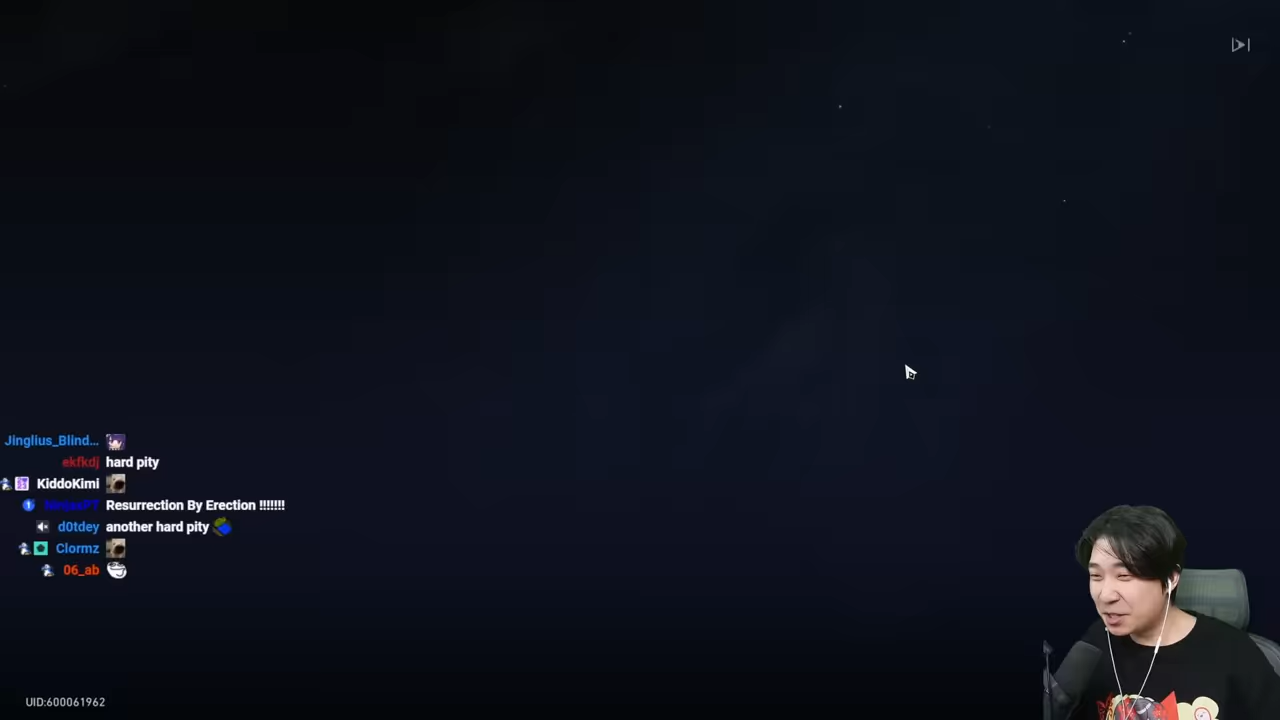 Jinglius_Blind...
ekfkdj hard pity
KiddoKimi
Resurrection By Erection !!!!!!!
d0tdey another hard pity
Clormz
06_ab
UID:600061962